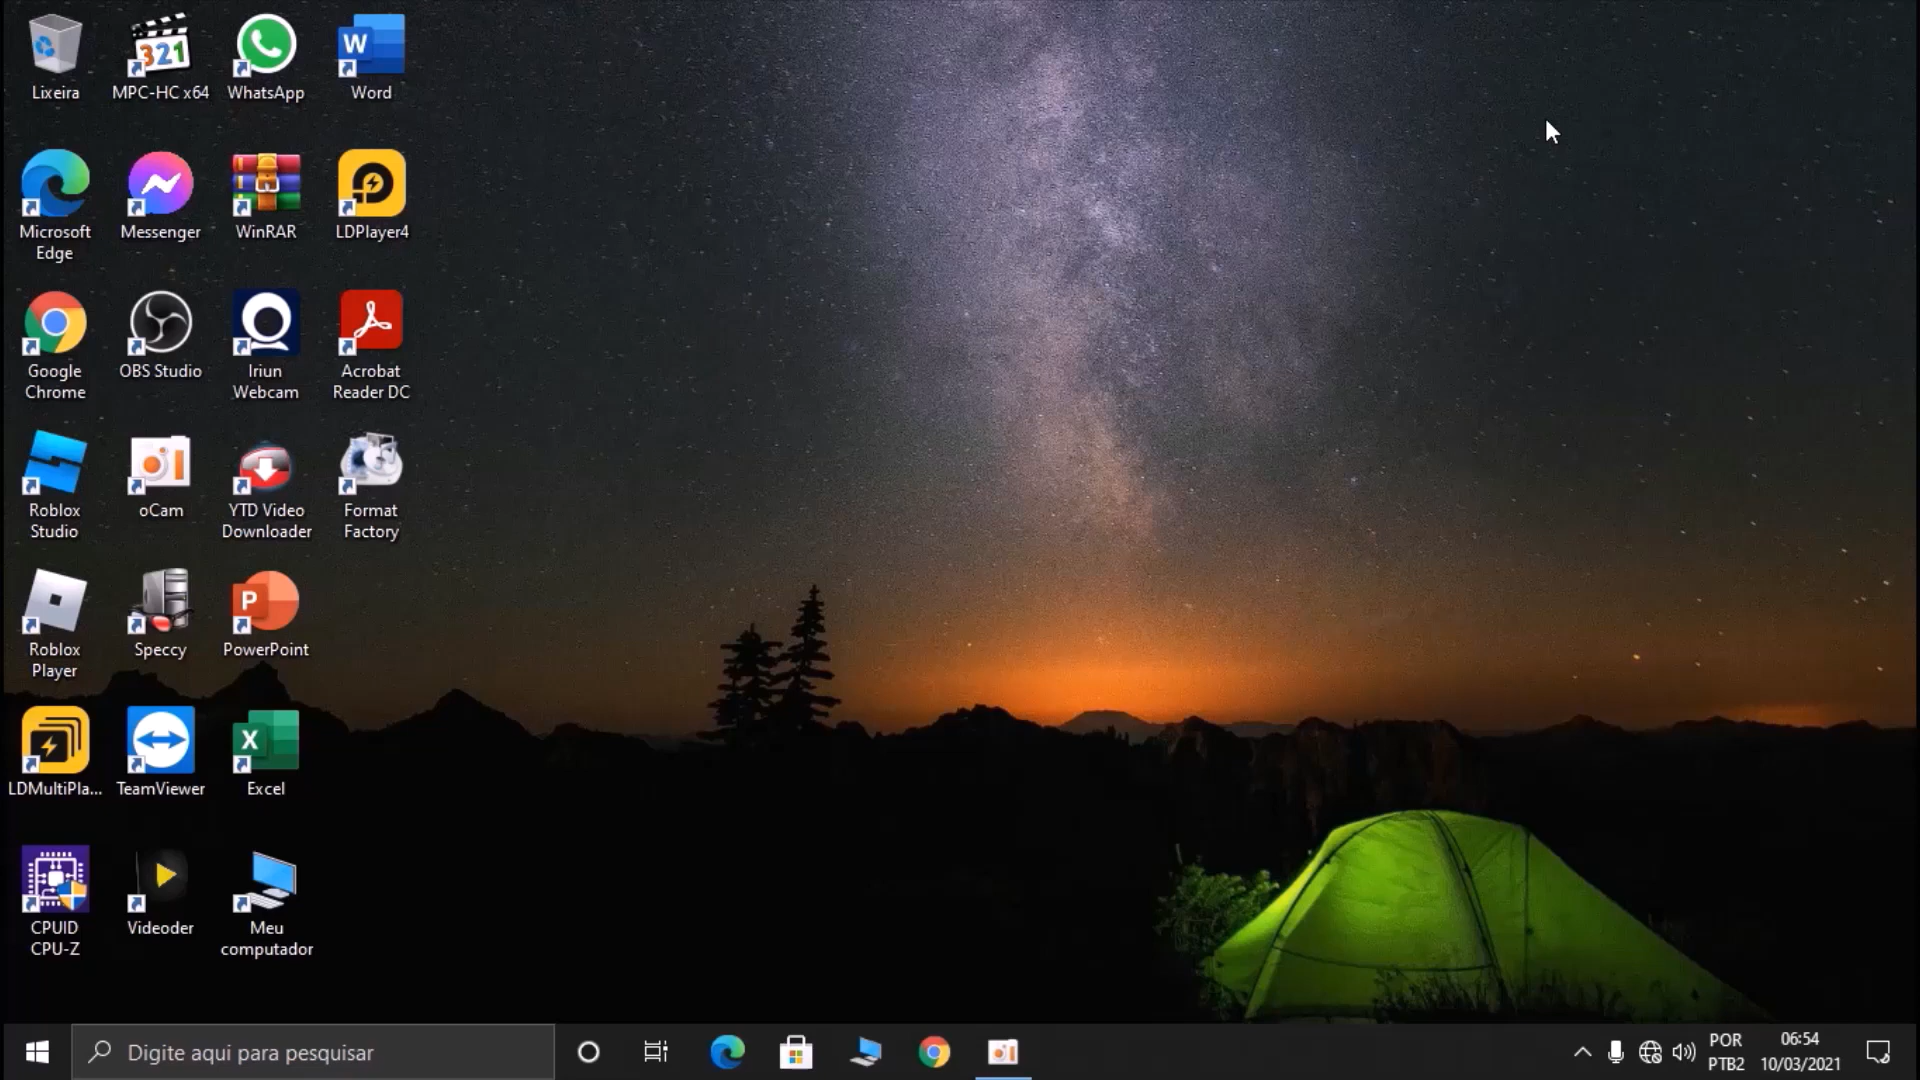 Lixeira
MPC-HC x64
WhatsApp
Word
Microsoft
Edge
Messenger
WinRAR
LDPlayer4
Google
Chrome
OBS Studio
Iriun
Webcam
Acrobat
Reader DC
Roblox
Studio
oCam
YTD Video
Downloader
Format
Factory
Roblox
Player
Speccy
PowerPoint
LDMultiPla...
TeamViewer
Excel
CPUID
CPU-Z
Videoder
Meu
computador
321
W
P
X
Digite aqui para pesquisar
POR
PTB2
06:54
10/03/2021